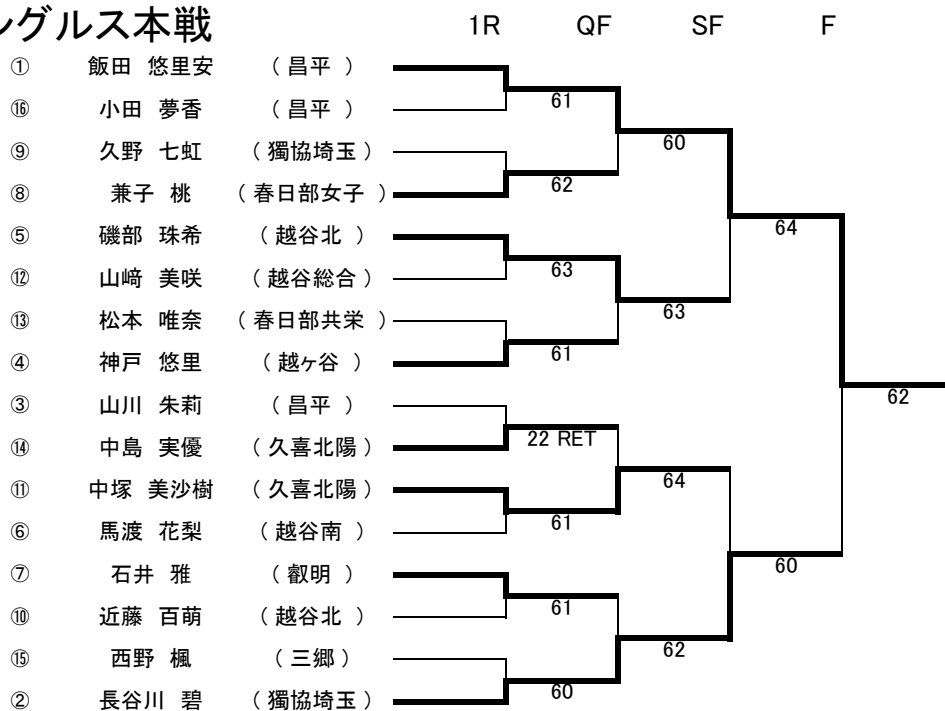 ングルス本戦 1R QF SF F
① 飯田 悠里安 ( 昌平 )
61
⑯ 小田 夢香 ( 昌平 )
60
⑨ 久野 七虹 ( 獨協埼玉 )
62
⑧ 兼子 桃 ( 春日部女子 )
64
⑤ 磯部 珠希 ( 越谷北 )
63
⑫ 山﨑 美咲 ( 越谷総合 )
63
⑬ 松本 唯奈 ( 春日部共栄 )
61
④ 神戸 悠里 ( 越ヶ谷 )
62
③ 山川 朱莉 ( 昌平 )
22 RET
⑭ 中島 実優 ( 久喜北陽 )
64
⑪ 中塚 美沙樹 ( 久喜北陽 )
61
⑥ 馬渡 花梨 ( 越谷南 )
60
⑦ 石井 雅 ( 叡明 )
61
⑩ 近藤 百萌 ( 越谷北 )
62
⑮ 西野 楓 ( 三郷 )
60
② 長谷川 碧 ( 獨協埼玉 )